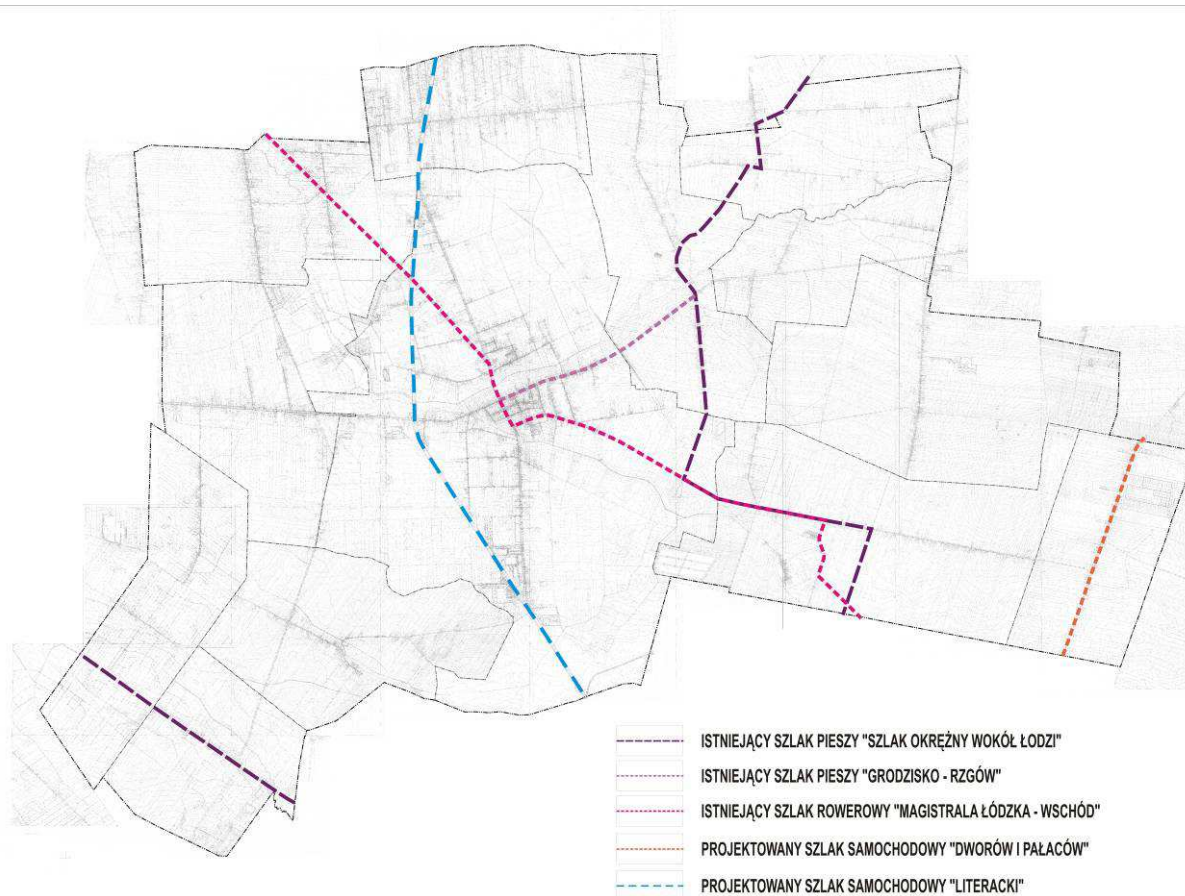 ISTNIEJĄCY SZLAK PIESZY "SZLAK OKRĘŻNY WOKÓŁ ŁODZI"
ISTNIEJĄCY SZLAK PIESZY "GRODZISKO - RZGÓW"
ISTNIEJĄCY SZLAK ROWEROWY "MAGISTRALA ŁÓDZKA - WSCHÓD"
PROJEKTOWANY SZLAK SAMOCHODOWY "DWORÓW I PAŁACÓW"
PROJEKTOWANY SZLAK SAMOCHODOWY "LITERACKI"